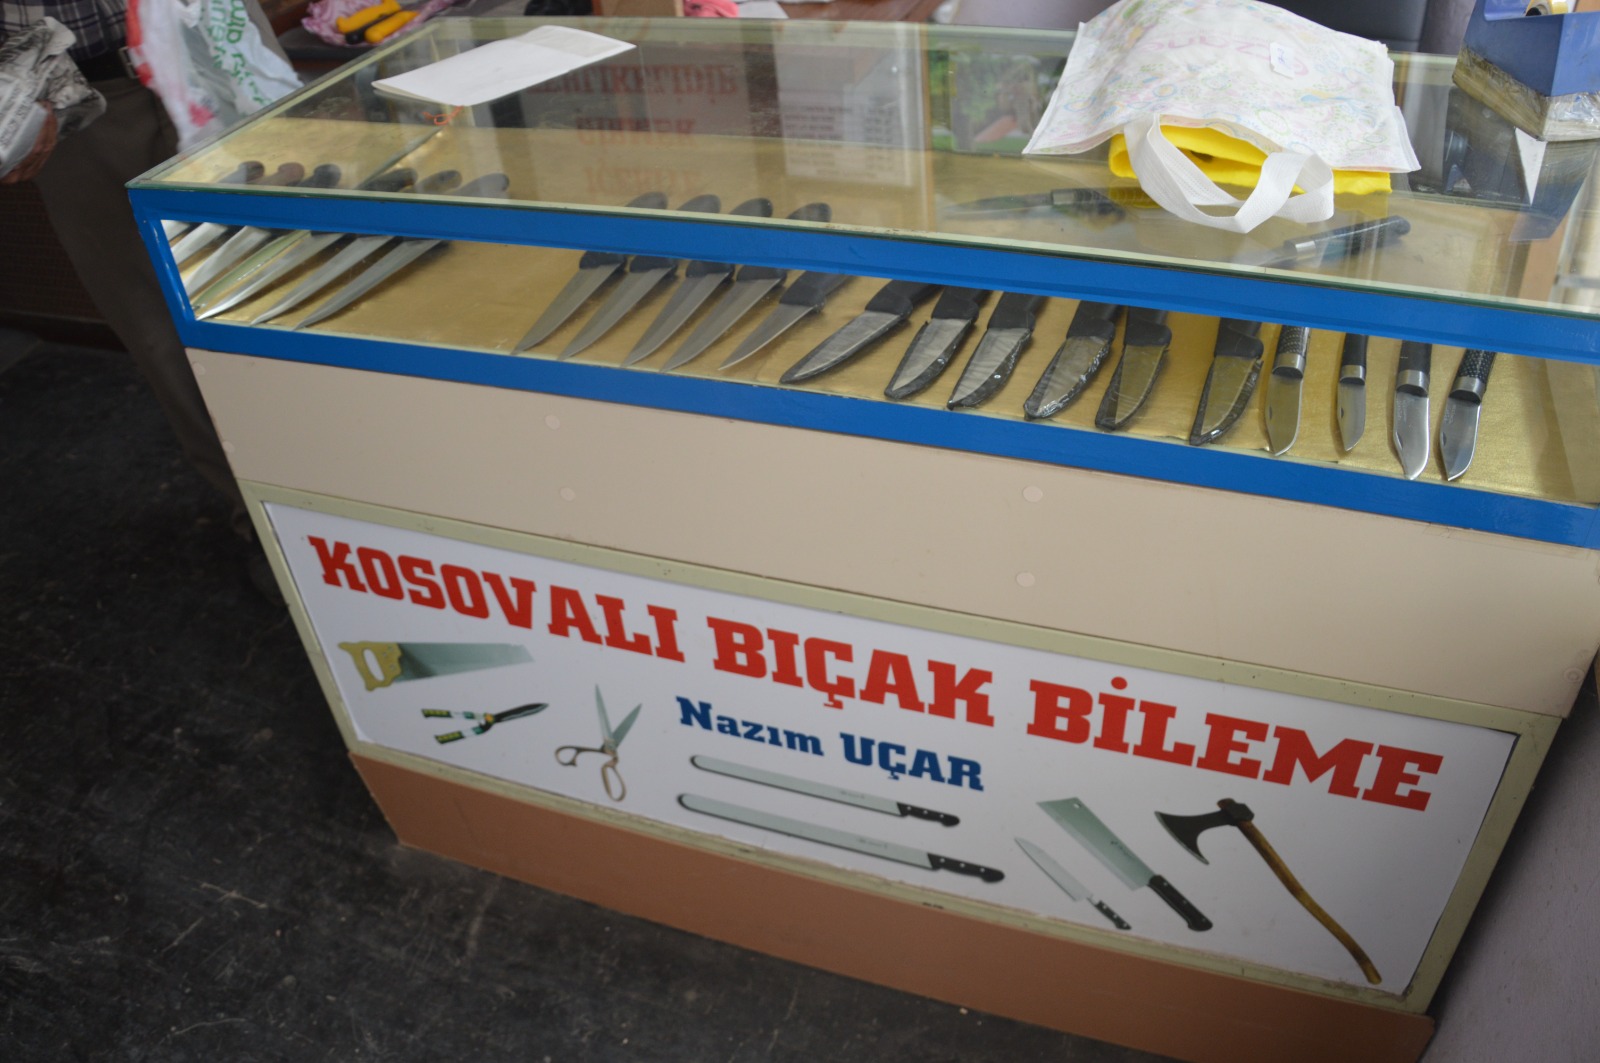 KOSOVALI BIÇAK BİLEME
Nazım UÇAR